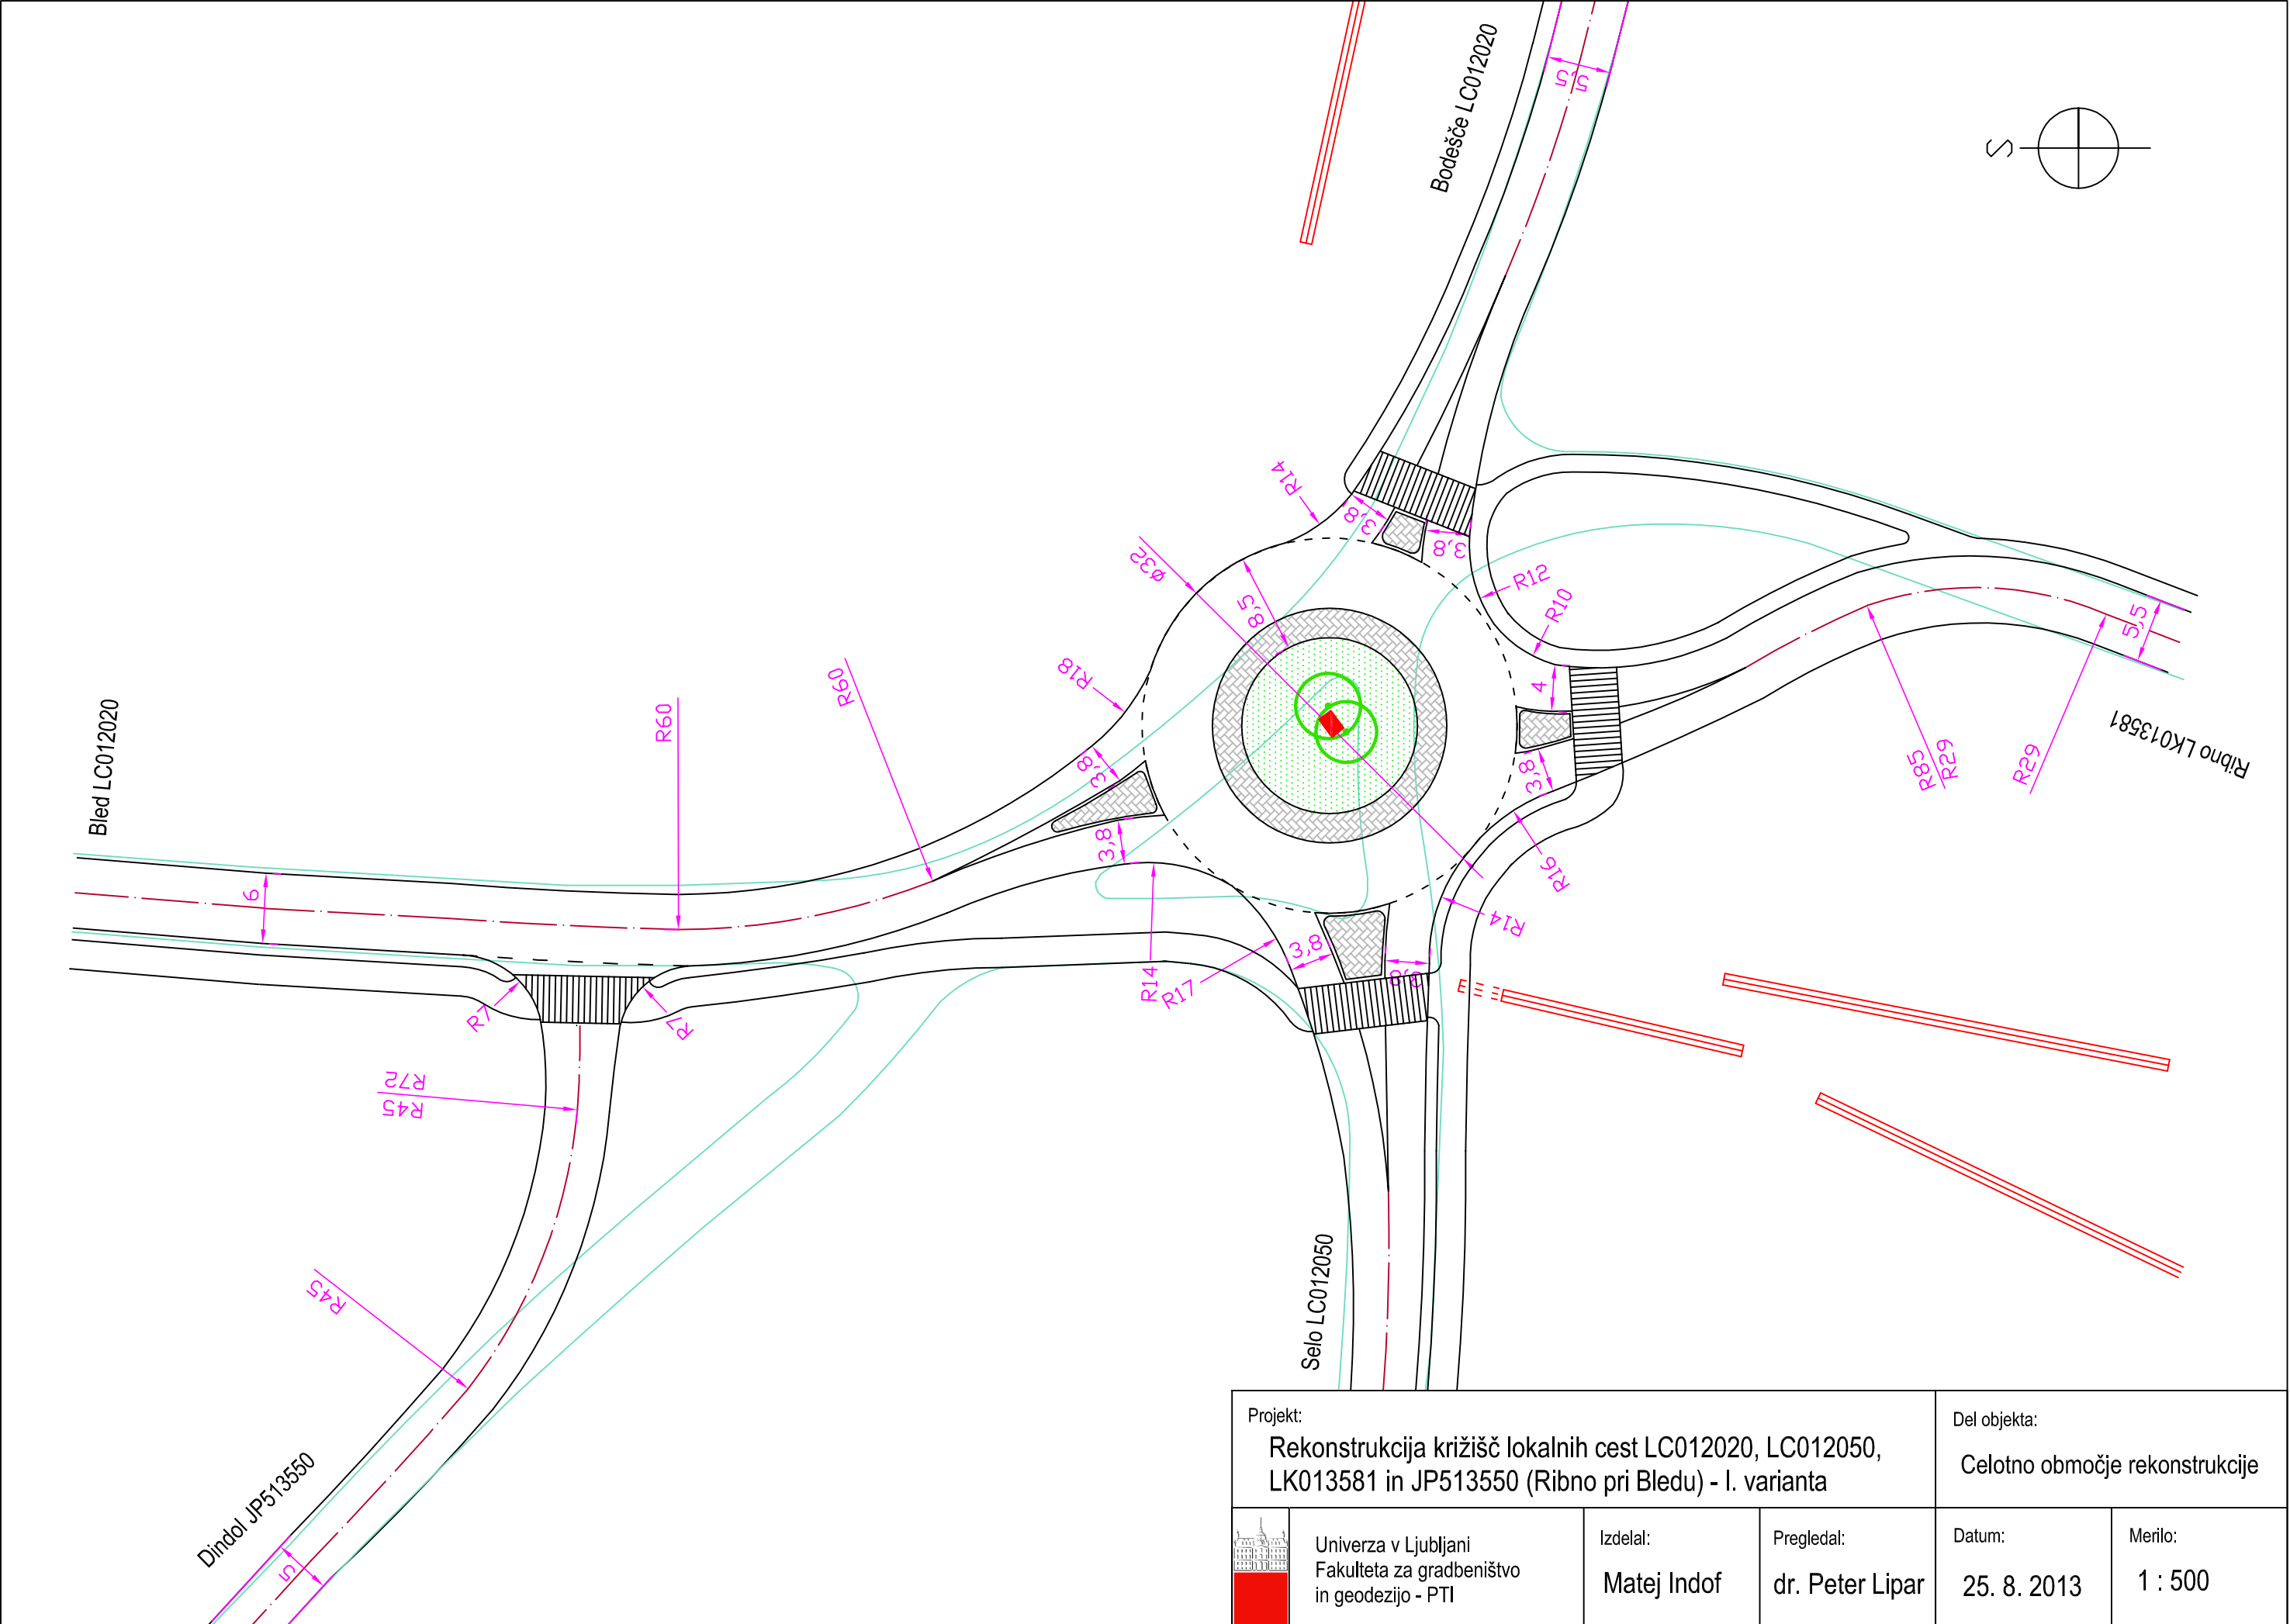 Bodešče LC012020
5,5
S
R14
3,8
3,8
ø32
8,5
R12
R10
R18
5,5
4
R60
R60
Bled LC012020
3,8
3,8
3,8
Ribno LK013581
R85
R29
R29
6
R16
R14
3,8
3,8
R14
R17
R7
R7
R72
R45
R45
Selo LC012050
Dindol JP513550
5
Projekt:
Rekonstrukcija križišč lokalnih cest LC012020, LC012050,
LK013581 in JP513550 (Ribno pri Bledu) - I. varianta
Del objekta:
Celotno območje rekonstrukcije
Univerza v Ljubljani
Fakulteta za gradbeništvo
in geodezijo - PTI
Izdelal:
Matej Indof
Pregledal:
dr. Peter Lipar
Datum:
25. 8. 2013
Merilo:
1 : 500